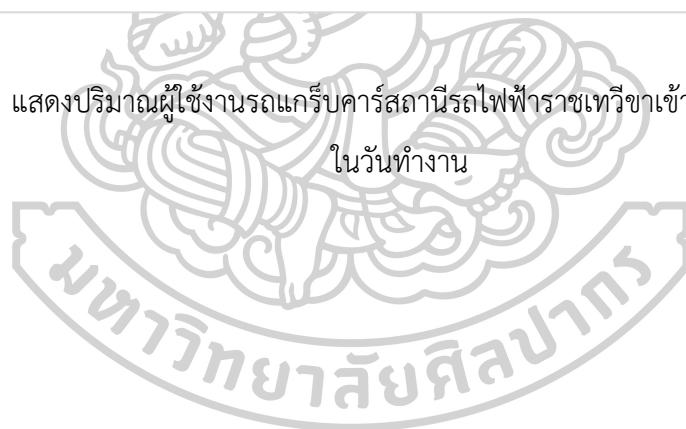 แสดงปริมาณผู้ใช้งานรถแกร็บคาร์สถานีรถไฟฟ้าราชเทวีขาเข้า
ในวันทำงาน
มหาวิทยาลัยศิลปากร